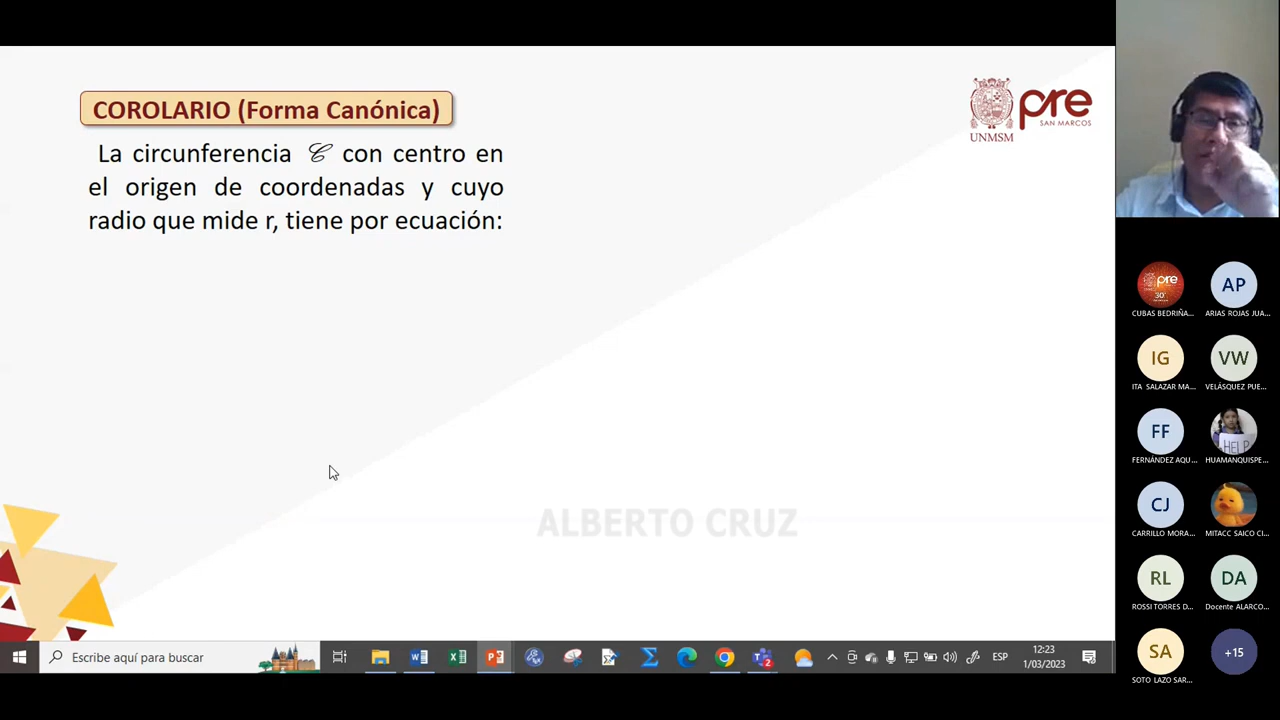 COROLARIO (Forma Canónica)
La circunferencia 𝒞 con centro en
el origen de coordenadas y cuyo
radio que mide r, tiene por ecuación:
UNMSM
pre
SAN MARCOS
ALBERTO CRUZ
pre
30
CUBAS BEDRIÑA...
AP
ARIAS ROJAS JUA...
IG
ITA SALAZAR MA...
VW
VELÁSQUEZ PUE...
FF
FERNÁNDEZ AQU...
HELP
HUAMANQUISPE...
CJ
CARRILLO MORA...
MITACC SAICO CI...
RL
ROSSI TORRES D...
DA
Docente ALARCO...
SA
SOTO LAZO SAR...
+15
Escribe aquí para buscar
ESP
12:23
1/03/2023